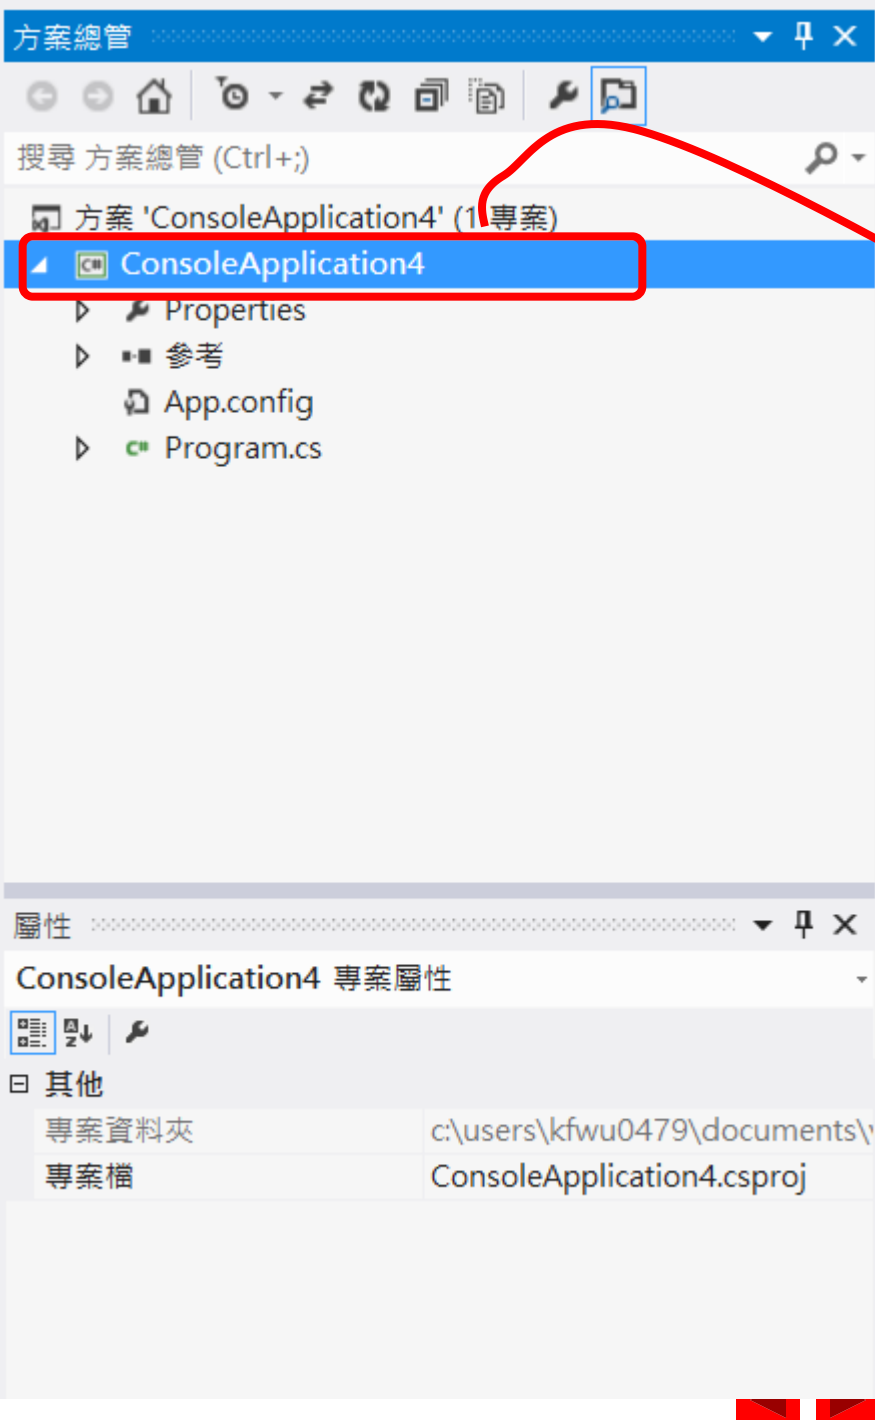 方案總管
搜尋 方案總管 (Ctrl+;)
方案 'ConsoleApplication4' (1 專案)
C# ConsoleApplication4
Properties
參考
App.config
C# Program.cs
屬性
ConsoleApplication4 專案屬性
其他
專案資料夾 c:\users\kfwu0479\documents\
專案檔 ConsoleApplication4.csproj